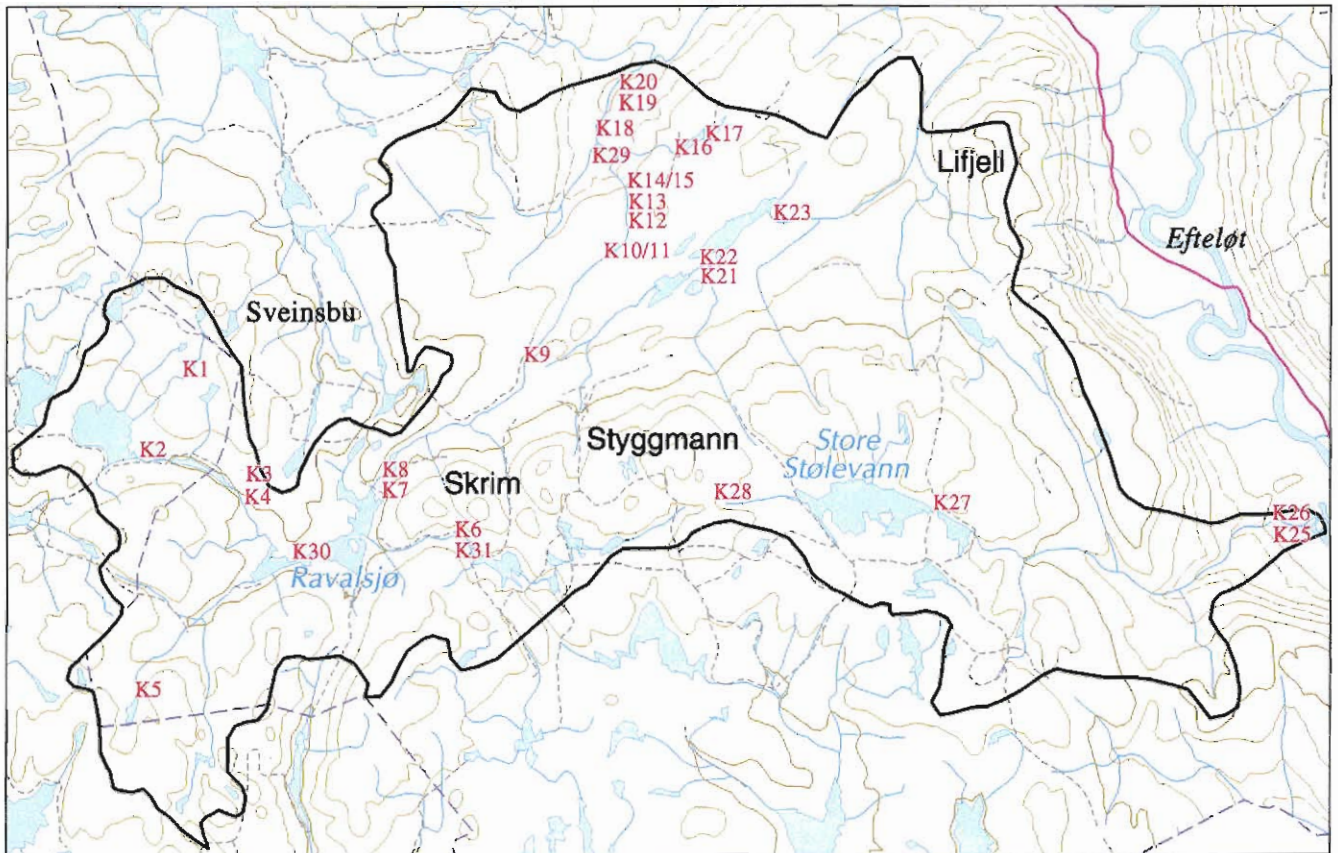 K20
K19
K18
K17
K29
K16
Lifjell
K14/15
K13
K23
K12
Efteløt
K10/11
K22
K21
Sveinsbu
K9
K1
Styggmann
Store
Stølevann
K2
K3
K8
Skrim
K4
K7
K28
K27
K26
K6
K25
K30
K31
Ravalsjø
K5